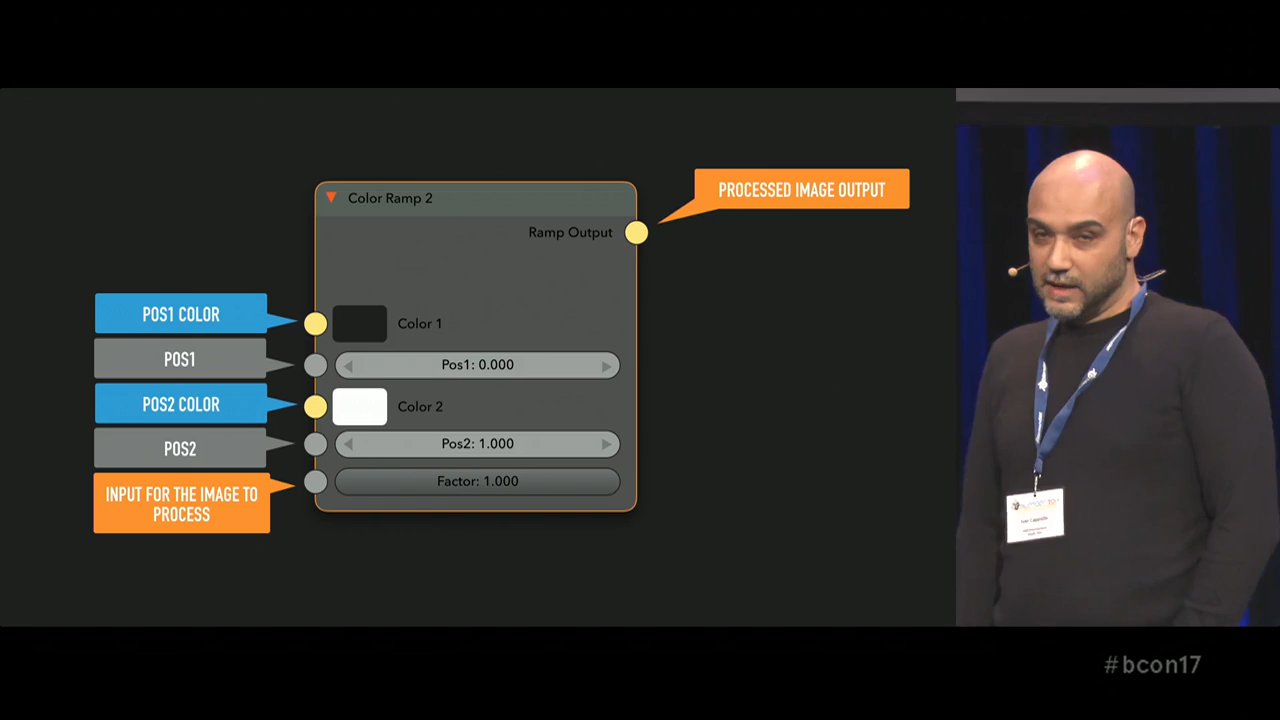 Color Ramp 2
PROCESSED IMAGE OUTPUT
Ramp Output
POS1 COLOR
Color 1
POS1
Pos1: 0.000
POS2 COLOR
Color 2
POS2
Pos2: 1.000
INPUT FOR THE IMAGE TO
PROCESS
Factor: 1.000
#bcon17